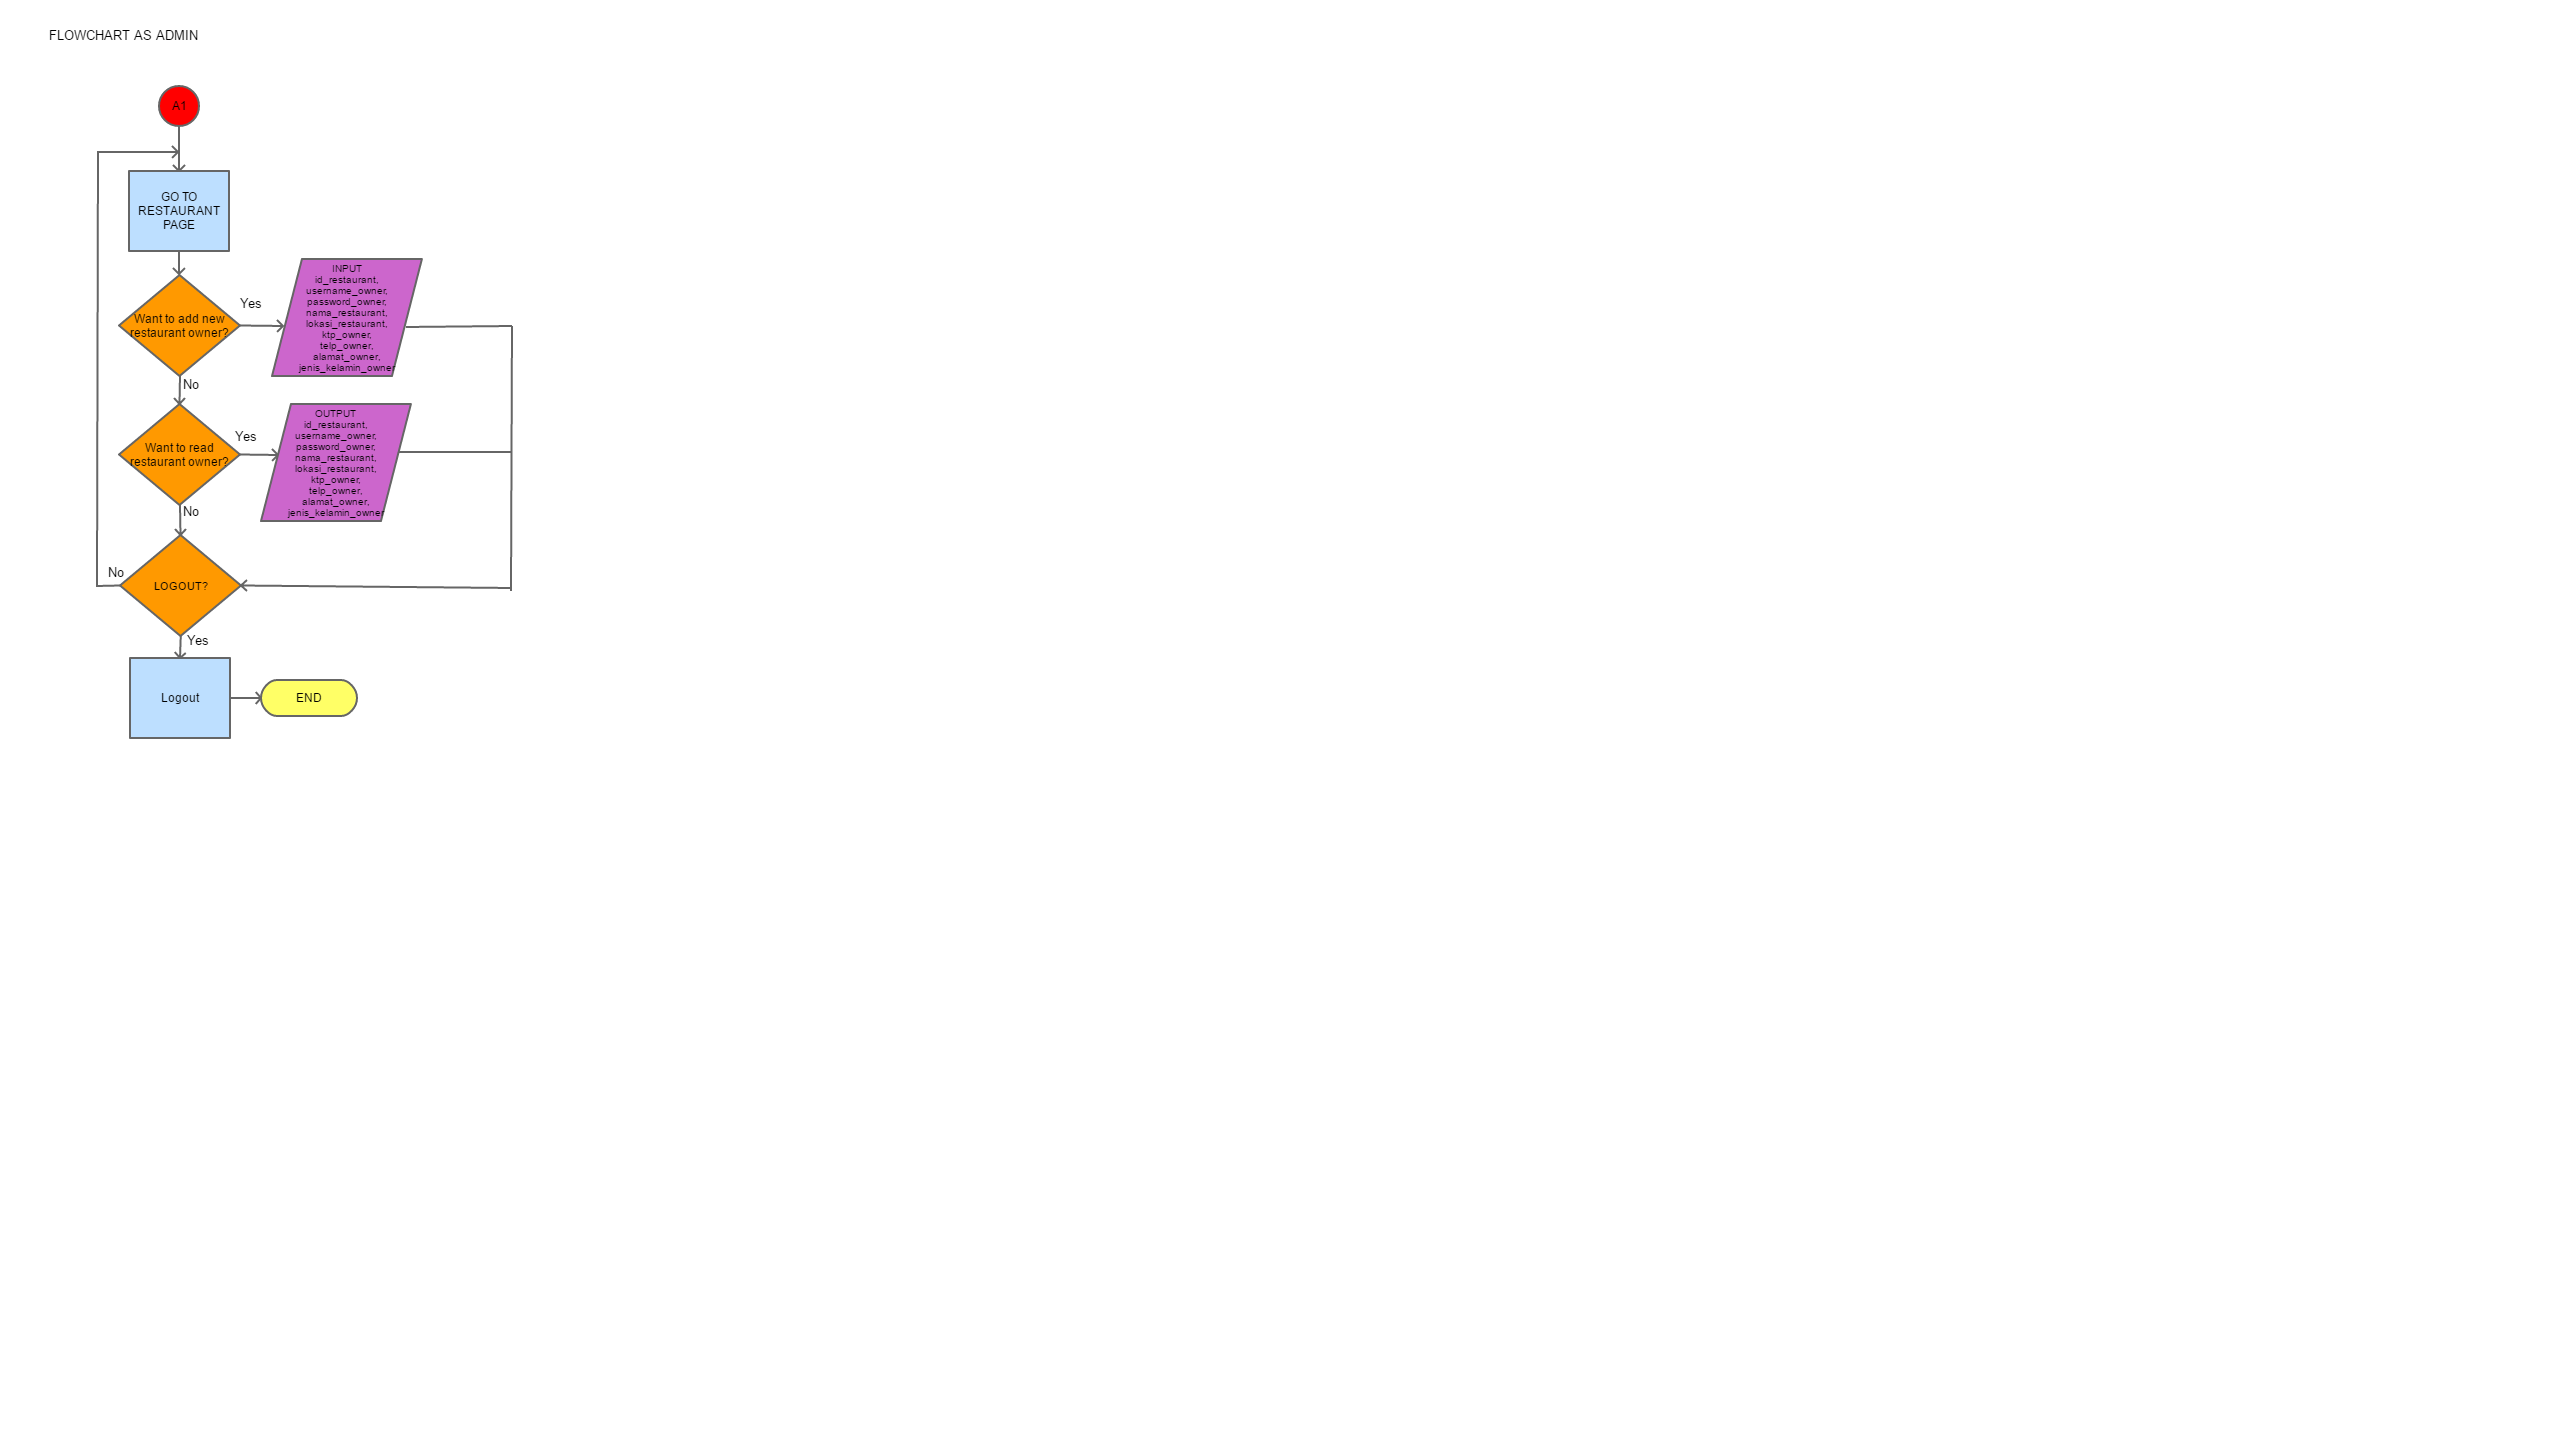 FLOWCHART AS ADMIN
A1
GO TO
RESTAURANT
PAGE
Want to add new
restaurant owner?
Yes
INPUT
id_restaurant,
username_owner,
password_owner,
nama_restaurant,
lokasi_restaurant,
ktp_owner,
telp_owner,
alamat_owner,
jenis_kelamin_owner
No
Want to read
restaurant owner?
Yes
OUTPUT
id_restaurant,
username_owner,
password_owner,
nama_restaurant,
lokasi_restaurant,
ktp_owner,
telp_owner,
alamat_owner,
jenis_kelamin_owner
No
No
LOGOUT?
Yes
Logout
END